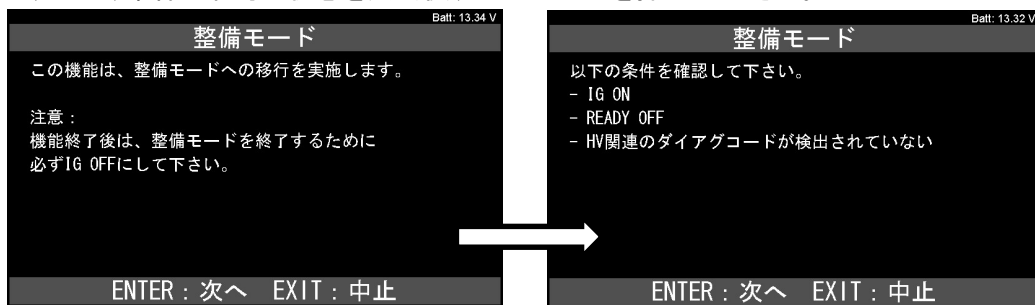 Batt: 13.34 V
整備モード
この機能は、整備モードへの移行を実施します。
注意：
機能終了後は、整備モードを終了するために
必ずIG OFFにして下さい。
ENTER：次へ EXIT：中止
Batt: 13.32 V
整備モード
以下の条件を確認して下さい。
- IG ON
- READY OFF
- HV関連のダイアグコードが検出されていない
ENTER：次へ EXIT：中止